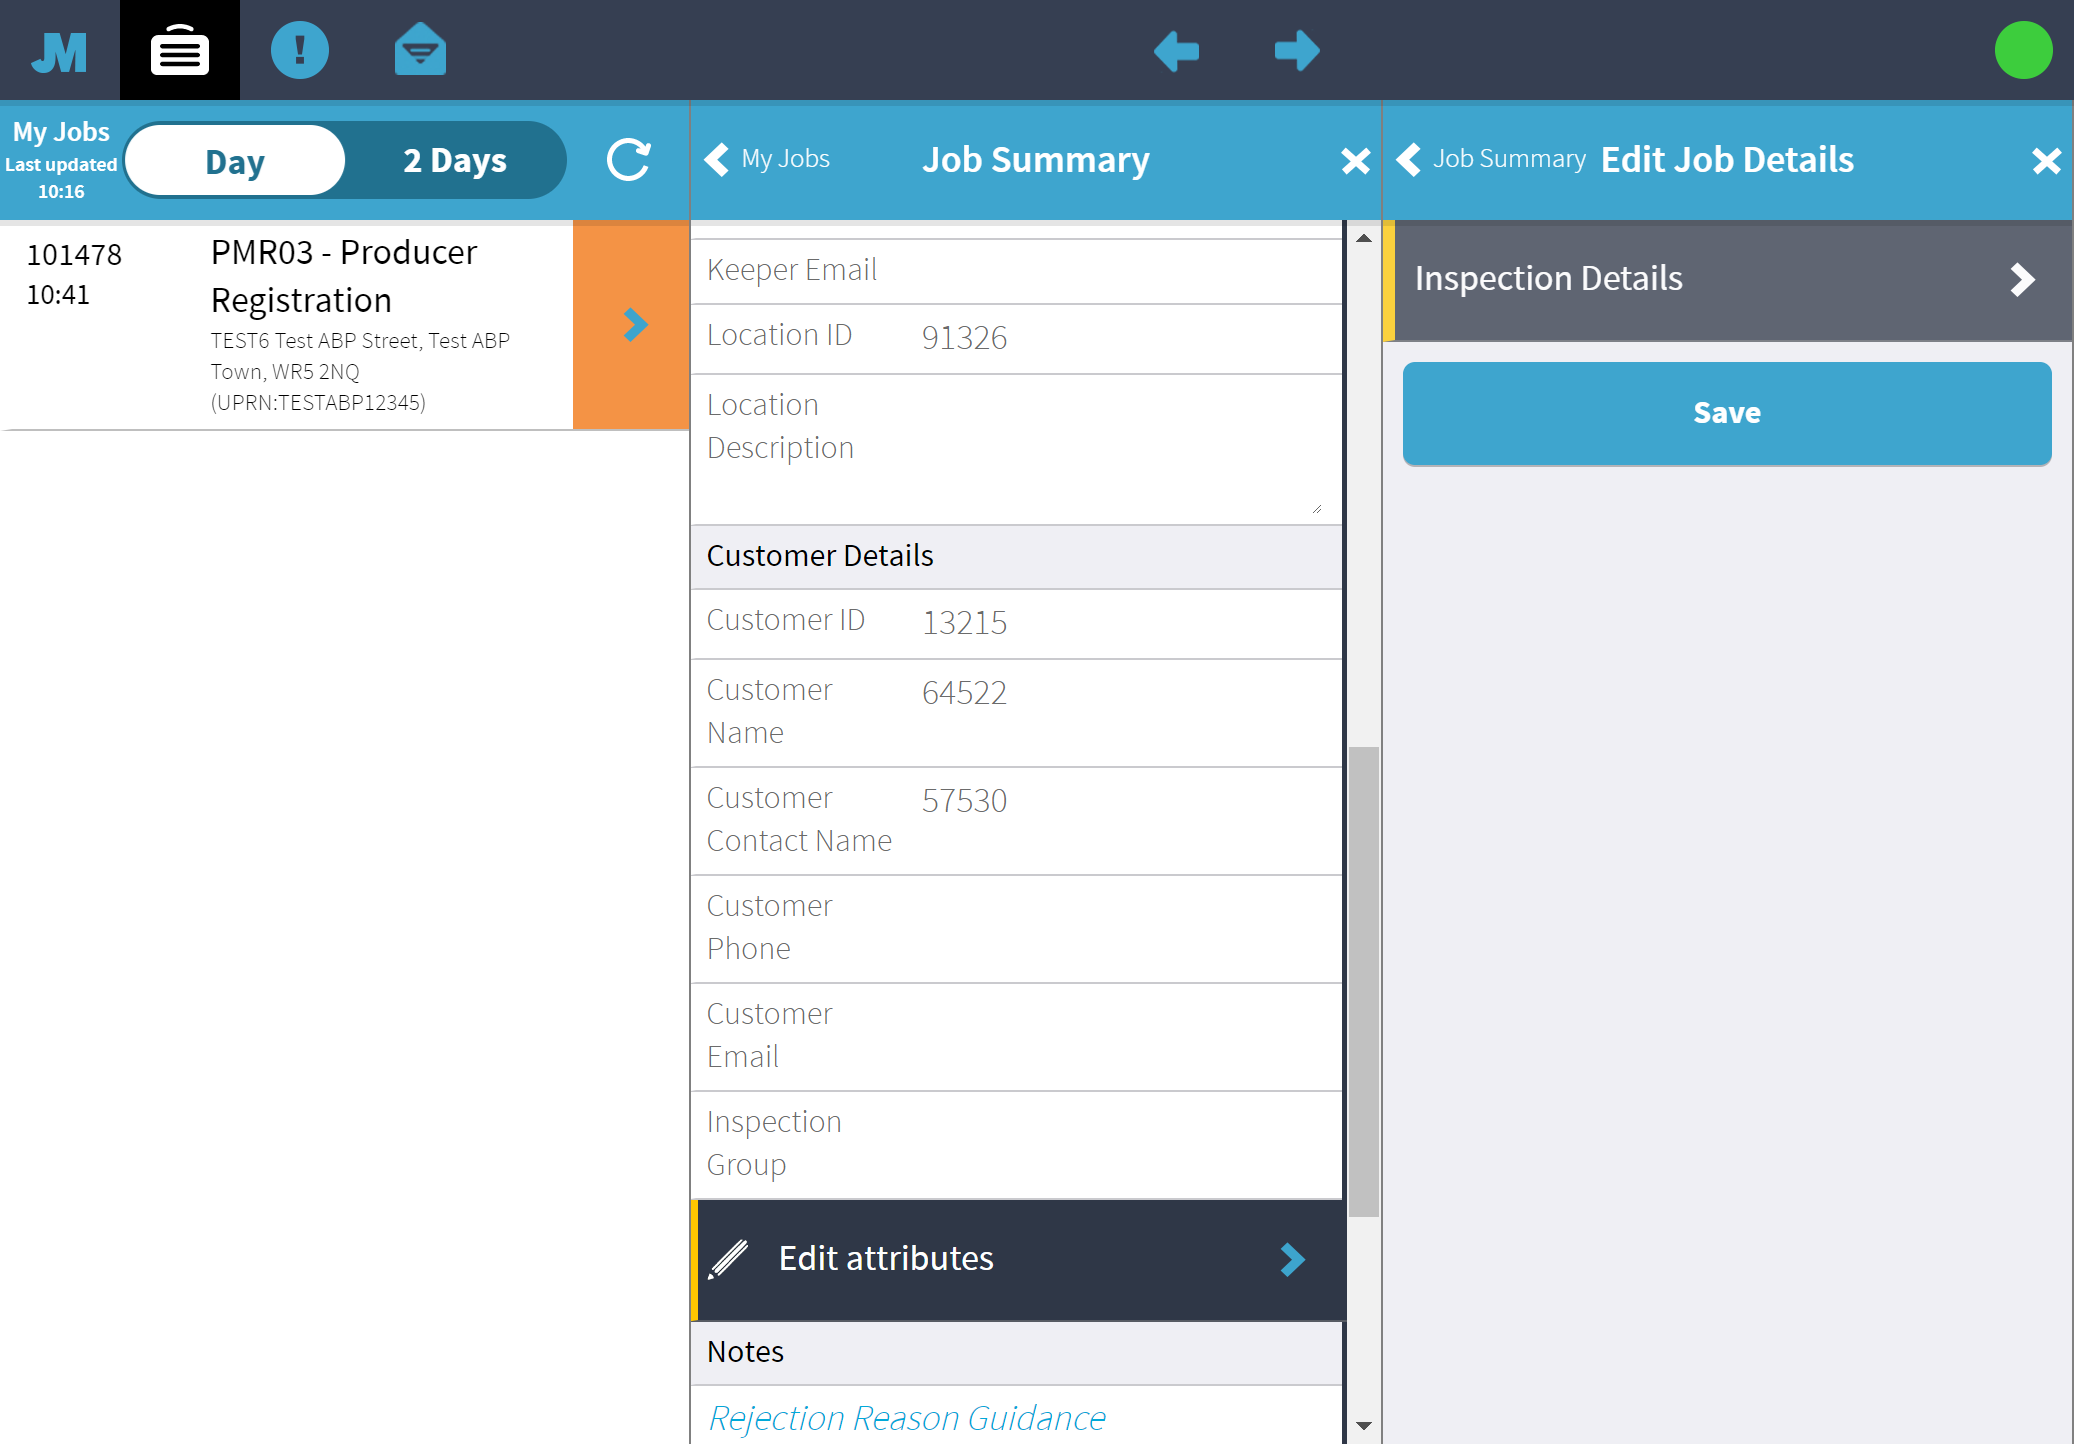 JM
!
My Jobs
Last updated
10:16
Day
2 Days
My Jobs
Job Summary
Job Summary
Edit Job Details
101478
10:41
PMR03 - Producer
Registration
TEST6 Test ABP Street, Test ABP
Town, WR5 2NQ
(UPRN:TESTABP12345)
Keeper Email
Location ID 91326
Location
Description
Customer Details
Customer ID 13215
Customer 64522
Name
Customer 57530
Contact Name
Customer
Phone
Customer
Email
Inspection
Group
Edit attributes
Notes
Rejection Reason Guidance
Inspection Details
Save